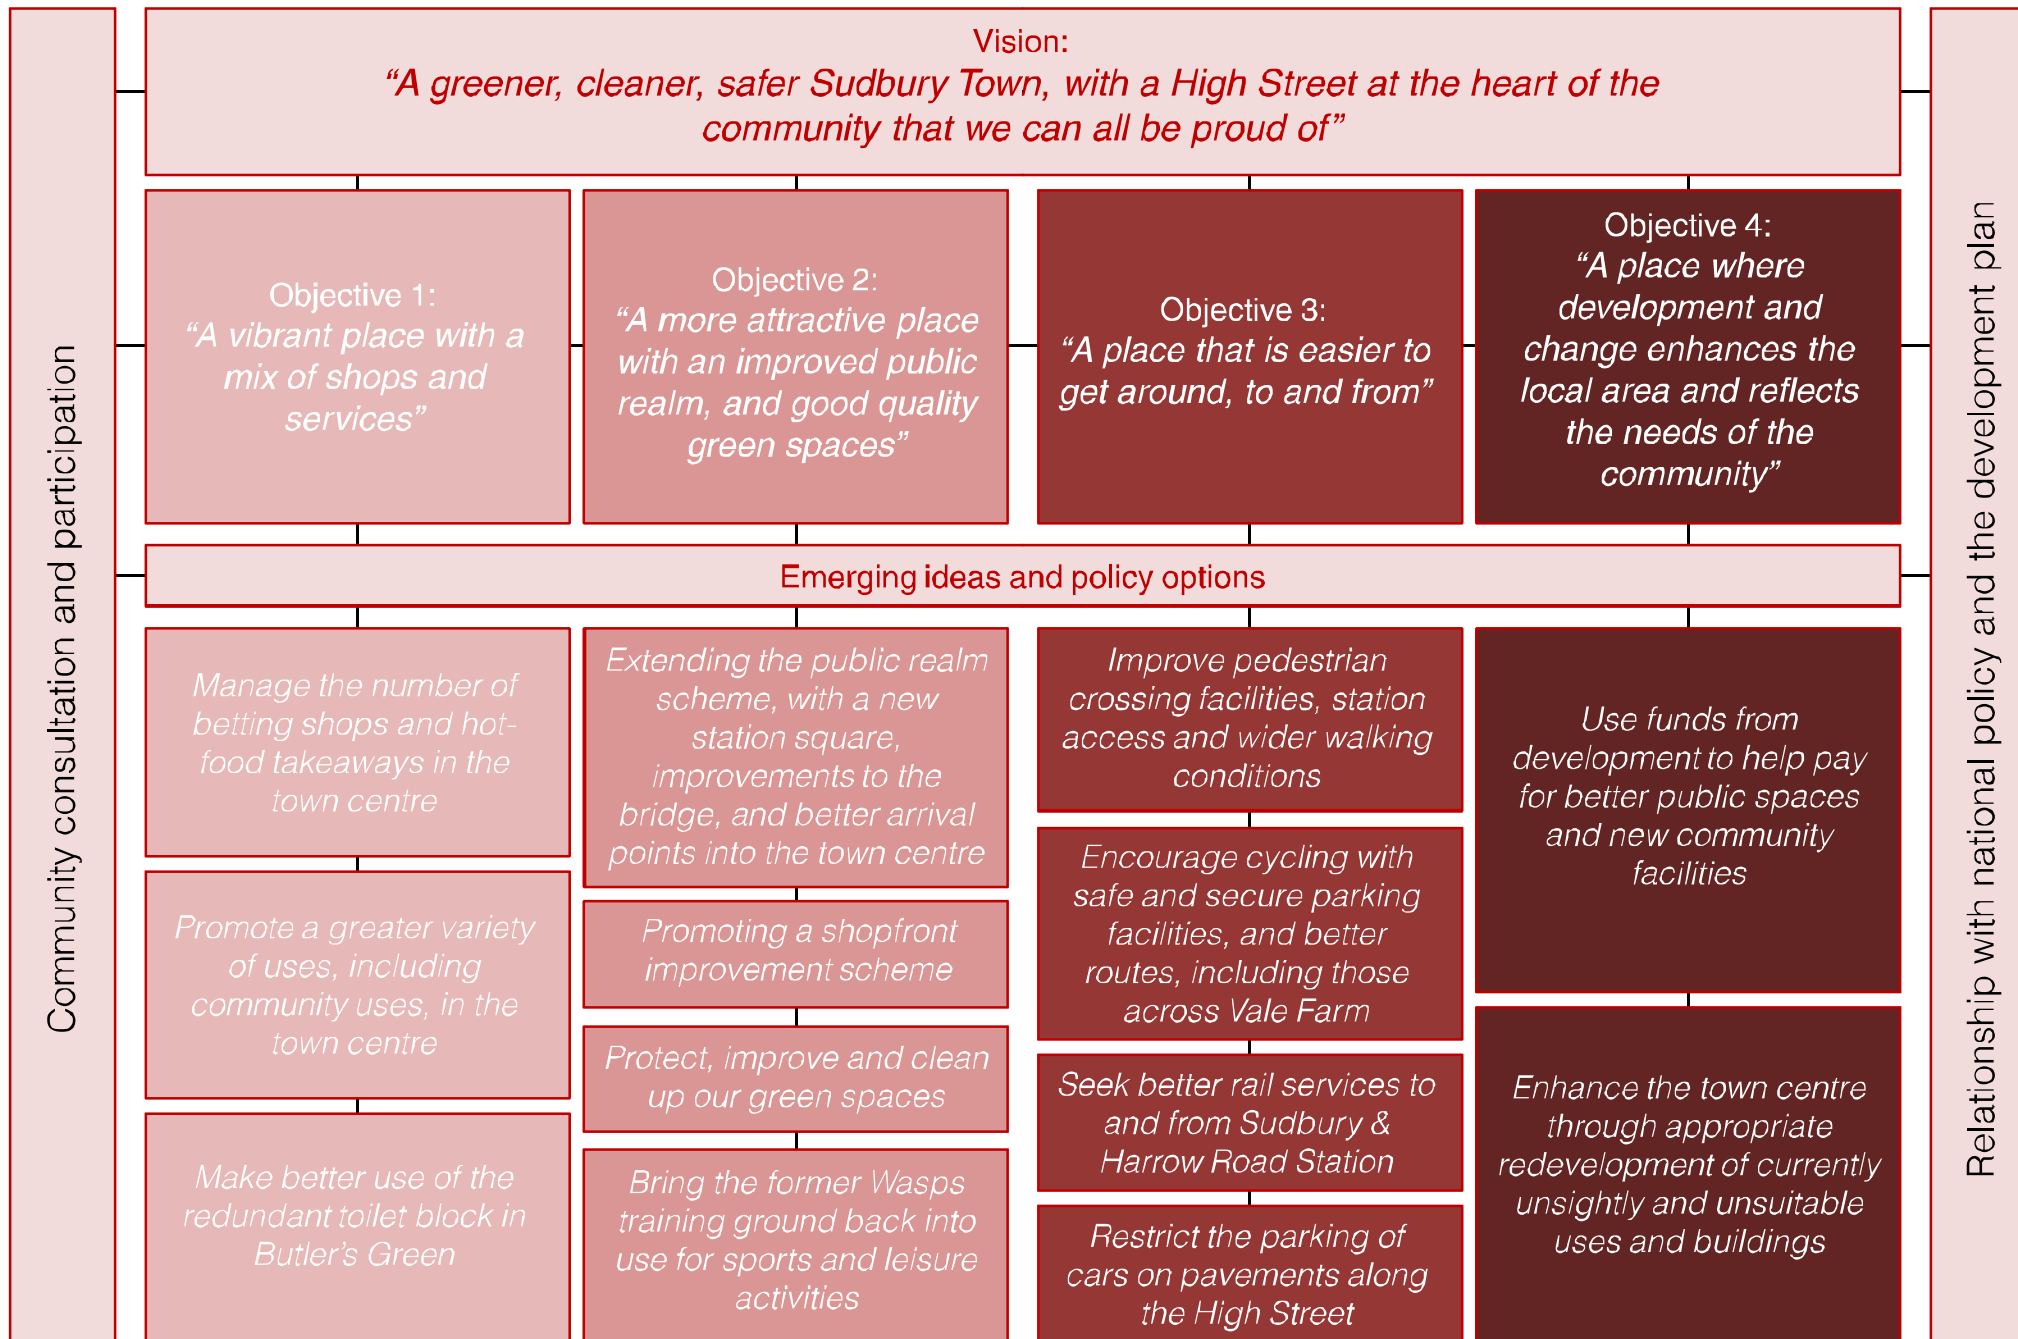 Vision:
“A greener, cleaner, safer Sudbury Town, with a High Street at the heart of the
community that we can all be proud of”
Community consultation and participation
Objective 1:
“A vibrant place with a
mix of shops and
services”
Objective 2:
“A more attractive place
with an improved public
realm, and good quality
green spaces”
Objective 3:
“A place that is easier to
get around, to and from”
Objective 4:
“A place where
development and
change enhances the
local area and reflects
the needs of the
community”
Relationship with national policy and the development plan
Emerging ideas and policy options
Manage the number of
betting shops and hot-
food takeaways in the
town centre
Promote a greater variety
of uses, including
community uses, in the
town centre
Make better use of the
redundant toilet block in
Butler’s Green
Extending the public realm
scheme, with a new
station square,
improvements to the
bridge, and better arrival
points into the town centre
Promoting a shopfront
improvement scheme
Protect, improve and clean
up our green spaces
Bring the former Wasps
training ground back into
use for sports and leisure
activities
Improve pedestrian
crossing facilities, station
access and wider walking
conditions
Encourage cycling with
safe and secure parking
facilities, and better
routes, including those
across Vale Farm
Seek better rail services to
and from Sudbury &
Harrow Road Station
Restrict the parking of
cars on pavements along
the High Street
Use funds from
development to help pay
for better public spaces
and new community
facilities
Enhance the town centre
through appropriate
redevelopment of currently
unsightly and unsuitable
uses and buildings